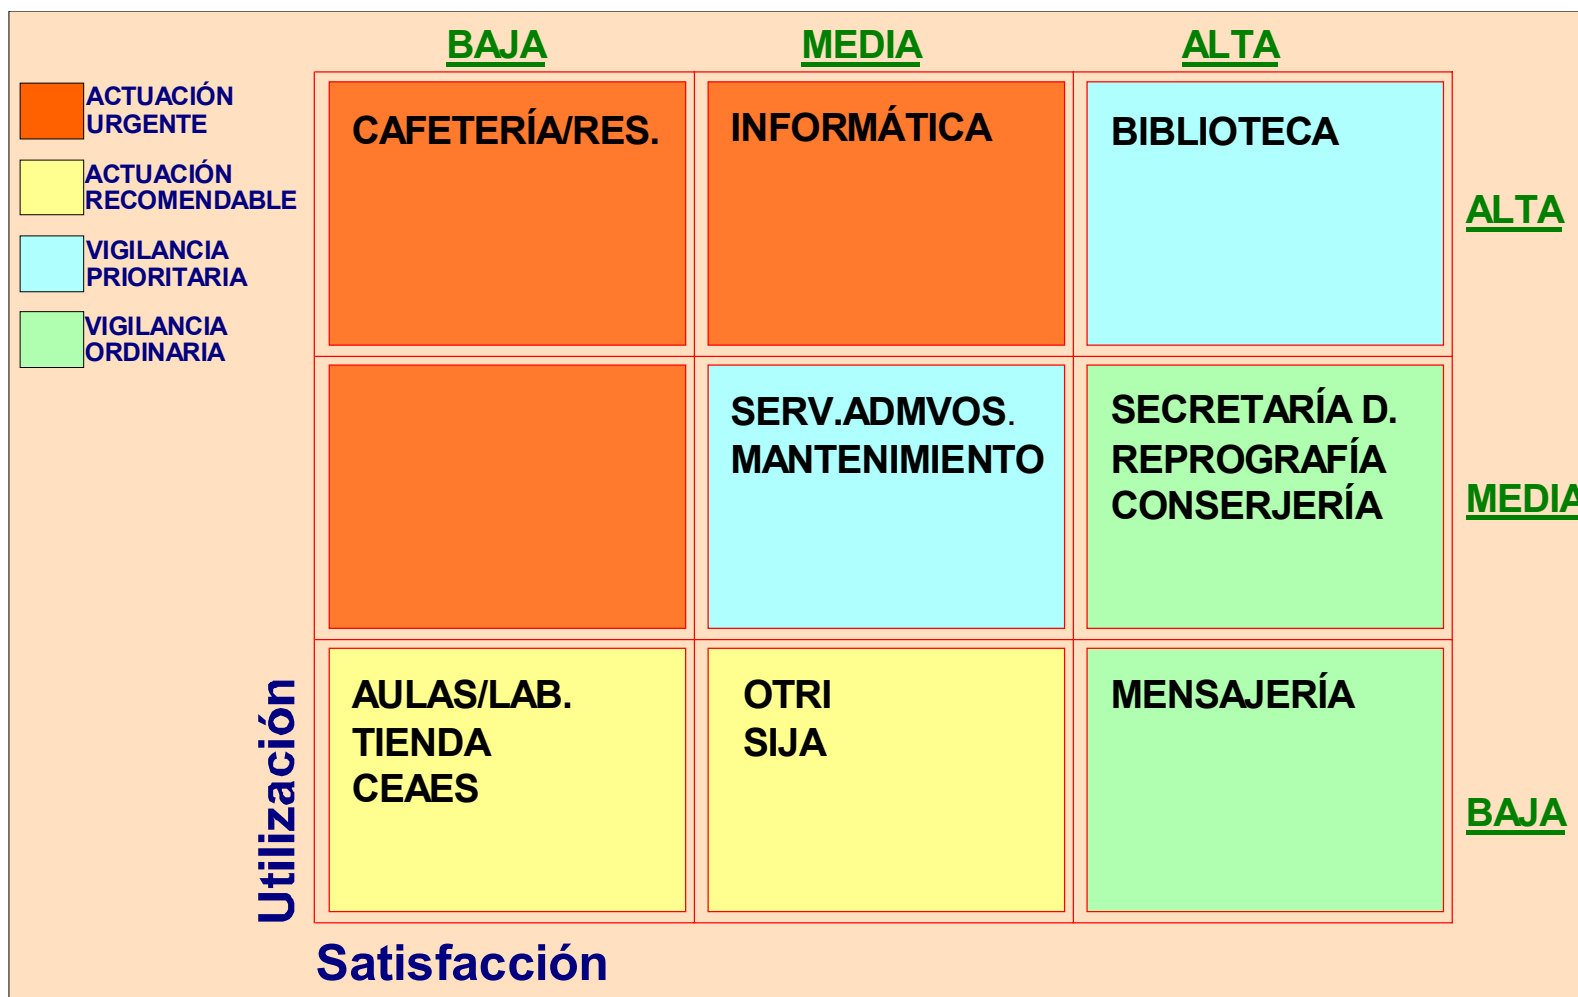 BAJA
MEDIA
ALTA
ACTUACIÓN
URGENTE
ACTUACIÓN
RECOMENDABLE
VIGILANCIA
PRIORITARIA
VIGILANCIA
ORDINARIA
CAFETERÍA/RES.
INFORMÁTICA
BIBLIOTECA
ALTA
SERV.ADMVOS.
MANTENIMIENTO
SECRETARÍA D.
REPROGRAFÍA
CONSERJERÍA
MEDIA
AULAS/LAB.
TIENDA
CEAES
OTRI
SIJA
MENSAJERÍA
BAJA
Utilización
Satisfacción